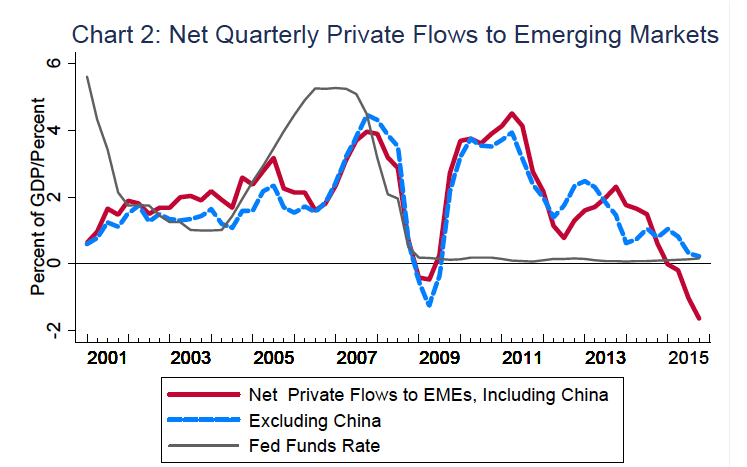 Chart 2: Net Quarterly Private Flows to Emerging Markets
Percent of GDP/Percent
6
4
2
0
-2
2001 2003 2005 2007 2009 2011 2013 2015
Net Private Flows to EMEs, Including China
Excluding China
Fed Funds Rate